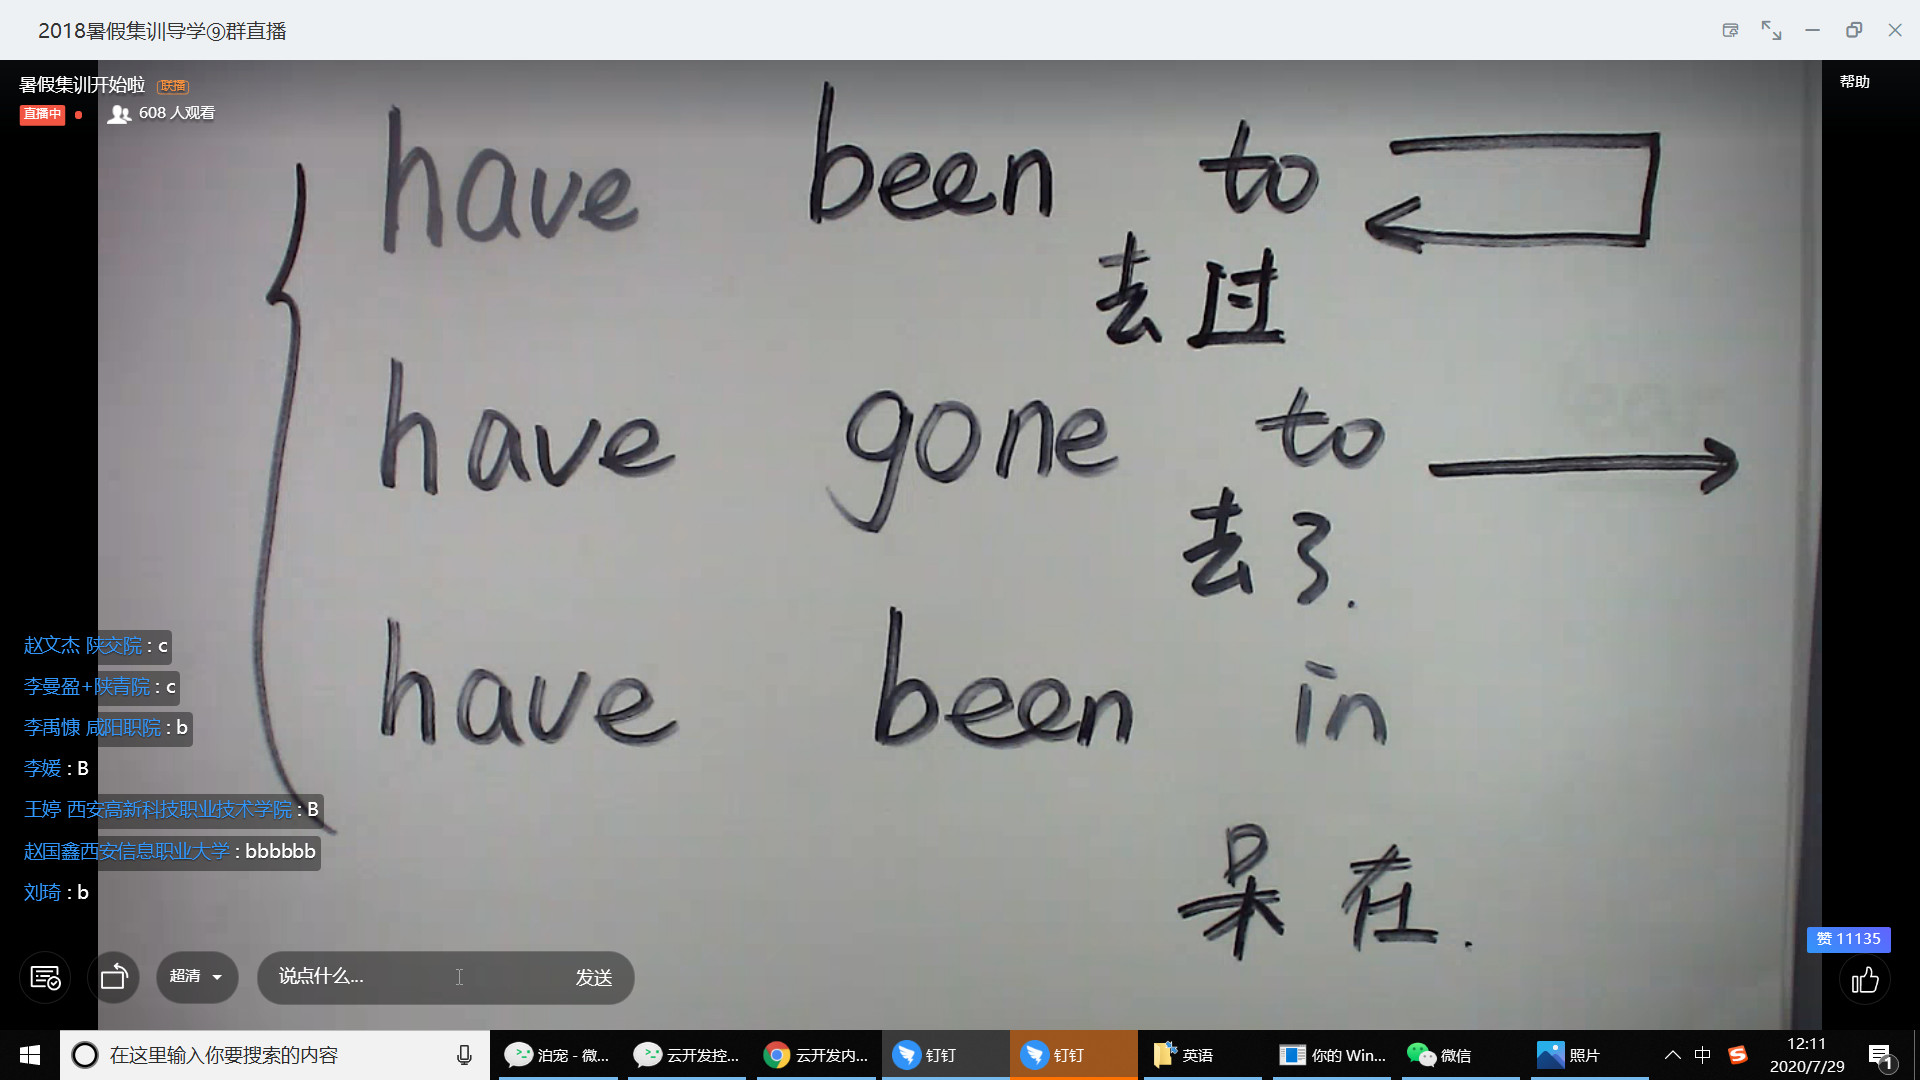 2018暑假集训导学⑨群直播
暑假集训开始啦 联播
直播中 608 人观看
帮助
have been to
去过
have gone to
去了.
have been in
呆在.
赵文杰 陕交院 : c
李曼盈+陕青院 : c
李禹慷 咸阳职院 : b
李媛 : B
王婷 西安高新科技职业技术学院 : B
赵国鑫西安信息职业大学 : bbbbbb
刘琦 : b
赞 11135
超清 说点什么... 发送
在这里输入你要搜索的内容 泊宠 - 微... 云开发控... 云开发内... 钉钉 钉钉 英语 你的 Win... 微信 照片 中 12:11
2020/7/29 1